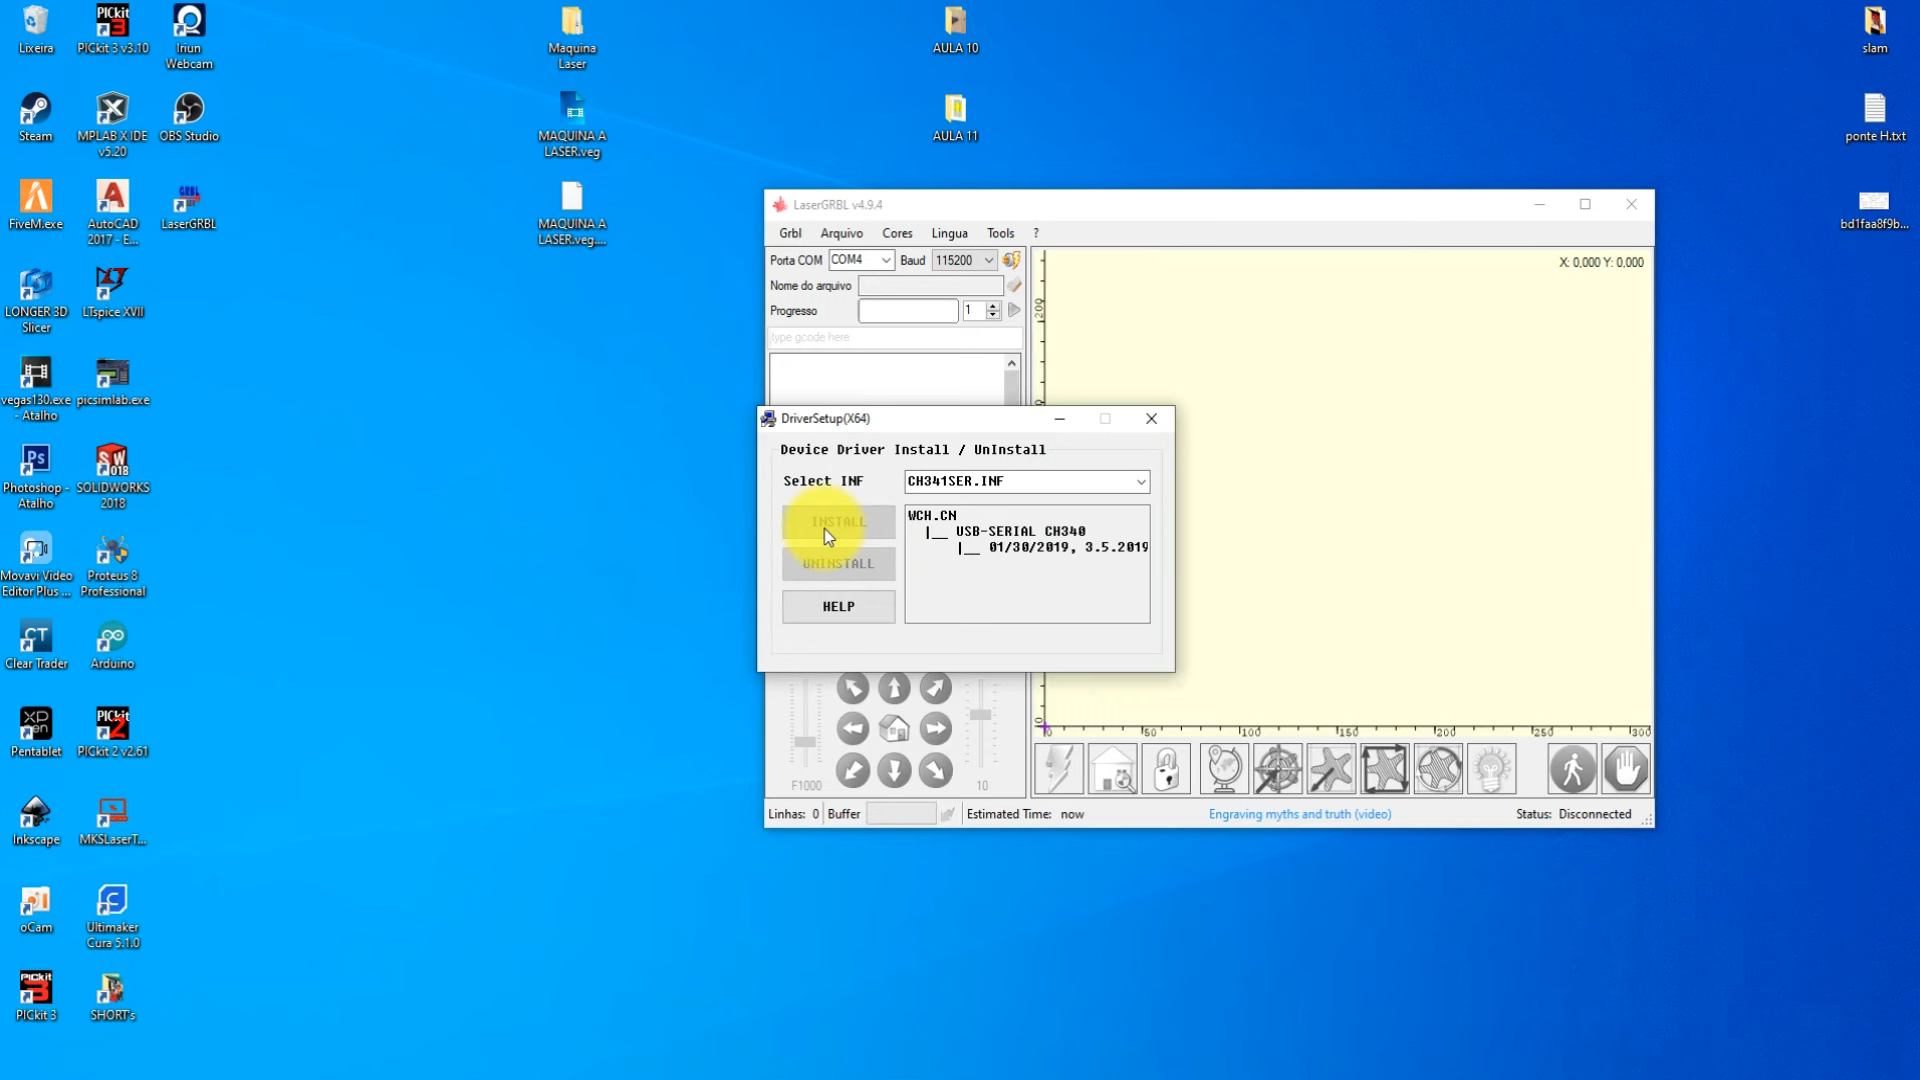 Lixeira
PICkit 3 v3.10
Iriun
Webcam
Maquina
Laser
AULA 10
slam
Steam
MPLAB X IDE
v5.20
OBS Studio
MAQUINA A
LASER.veg
AULA 11
ponte H.txt
FiveM.exe
AutoCAD
2017 - E...
LaserGRBL
MAQUINA A
LASER.veg....
bd1faa8f9b...
LONGER 3D
Slicer
LTspice XVII
vegas130.exe
- Atalho
picsimlab.exe
Photoshop -
Atalho
SOLIDWORKS
2018
Movavi Video
Editor Plus ...
Proteus 8
Professional
Clear Trader
Arduino
Pentablet
PICkit 2 v2.61
Inkscape
MKSLaserT...
oCam
Ultimaker
Cura 5.1.0
PICkit 3
SHORT's
LaserGRBL v4.9.4
Grbl Arquivo Cores Lingua Tools ?
Porta COM COM4 Baud 115200
X: 0,000 Y: 0,000
Nome do arquivo
Progresso 1
type gcode here
200
DriverSetup(X64)
Device Driver Install / UnInstall
Select INF CH341SER.INF
INSTALL
UNINSTALL
HELP
WCH.CN
|__ USB-SERIAL CH340
|__ 01/30/2019, 3.5.2019
0 50 100 150 200 250 300
F1000 10
Linhas: 0 Buffer Estimated Time: now Engraving myths and truth (video) Status: Disconnected